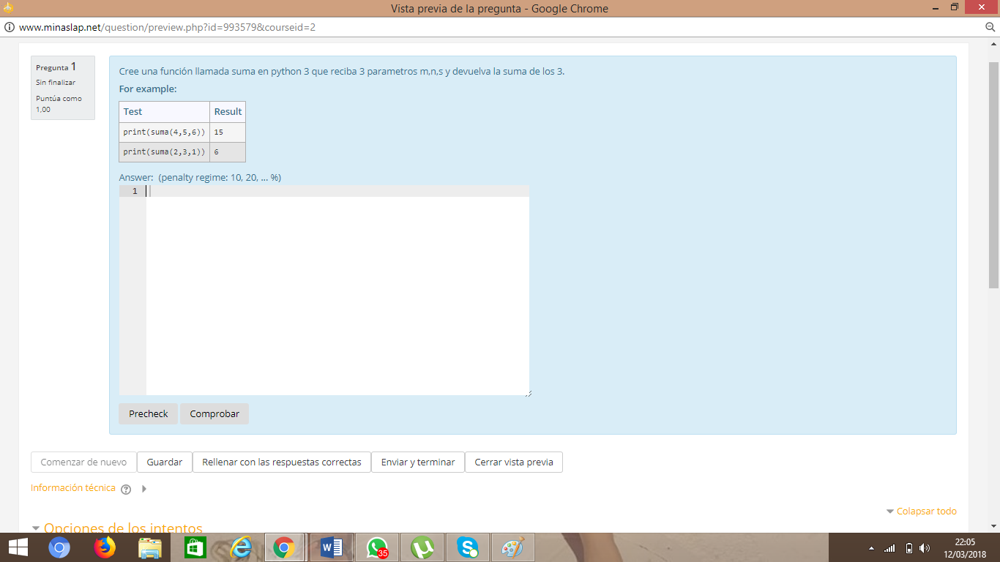 Vista previa de la pregunta - Google Chrome
www.minaslap.net/question/preview.php?id=993579&courseid=2
Pregunta 1
Sin finalizar
Puntúa como
1,00
Cree una función llamada suma en python 3 que reciba 3 parametros m,n,s y devuelva la suma de los 3.
For example:
Test Result
print(suma(4,5,6)) 15
print(suma(2,3,1)) 6
Answer: (penalty regime: 10, 20, ... %)
1
Precheck Comprobar
Comenzar de nuevo Guardar Rellenar con las respuestas correctas Enviar y terminar Cerrar vista previa
Información técnica ?
Colapsar todo
Opciones de los intentos
35
22:05
12/03/2018